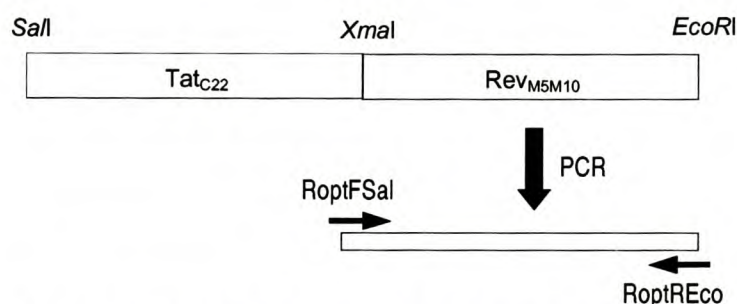 SalI XmaI EcoRI
TatC22 RevM5M10
PCR
RoptFSal
RoptREco